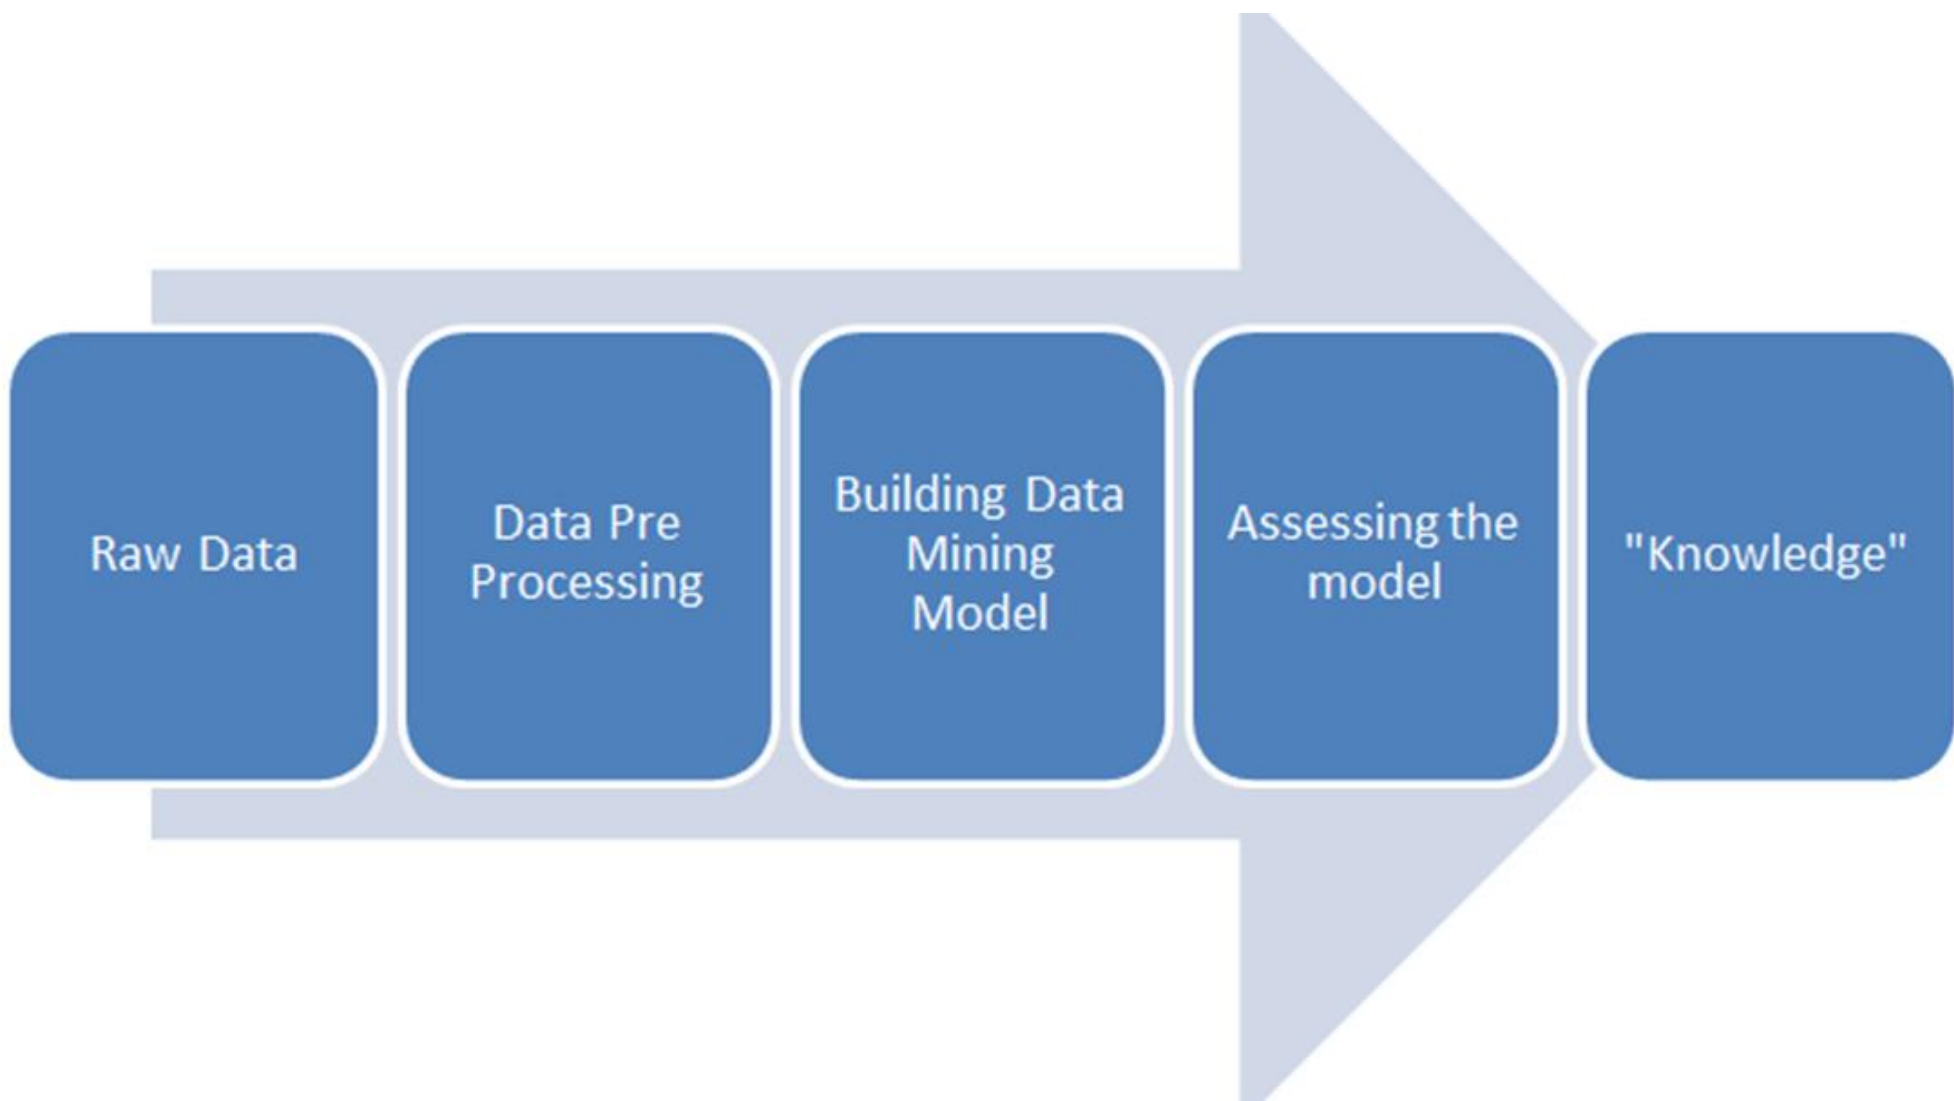 Raw Data
Data Pre
Processing
Building Data
Mining
Model
Assessing the
model
"Knowledge"